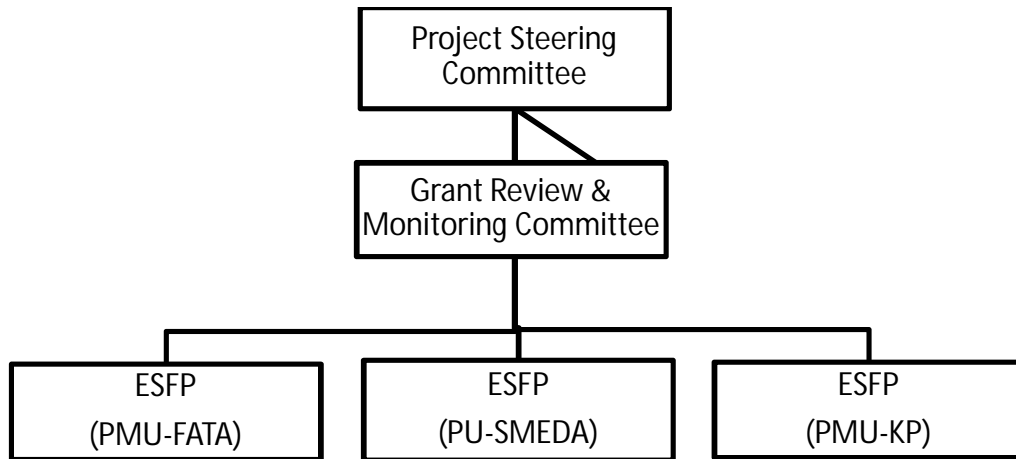 Project Steering
Committee
Grant Review &
Monitoring Committee
ESFP
(PMU-FATA)
ESFP
(PU-SMEDA)
ESFP
(PMU-KP)